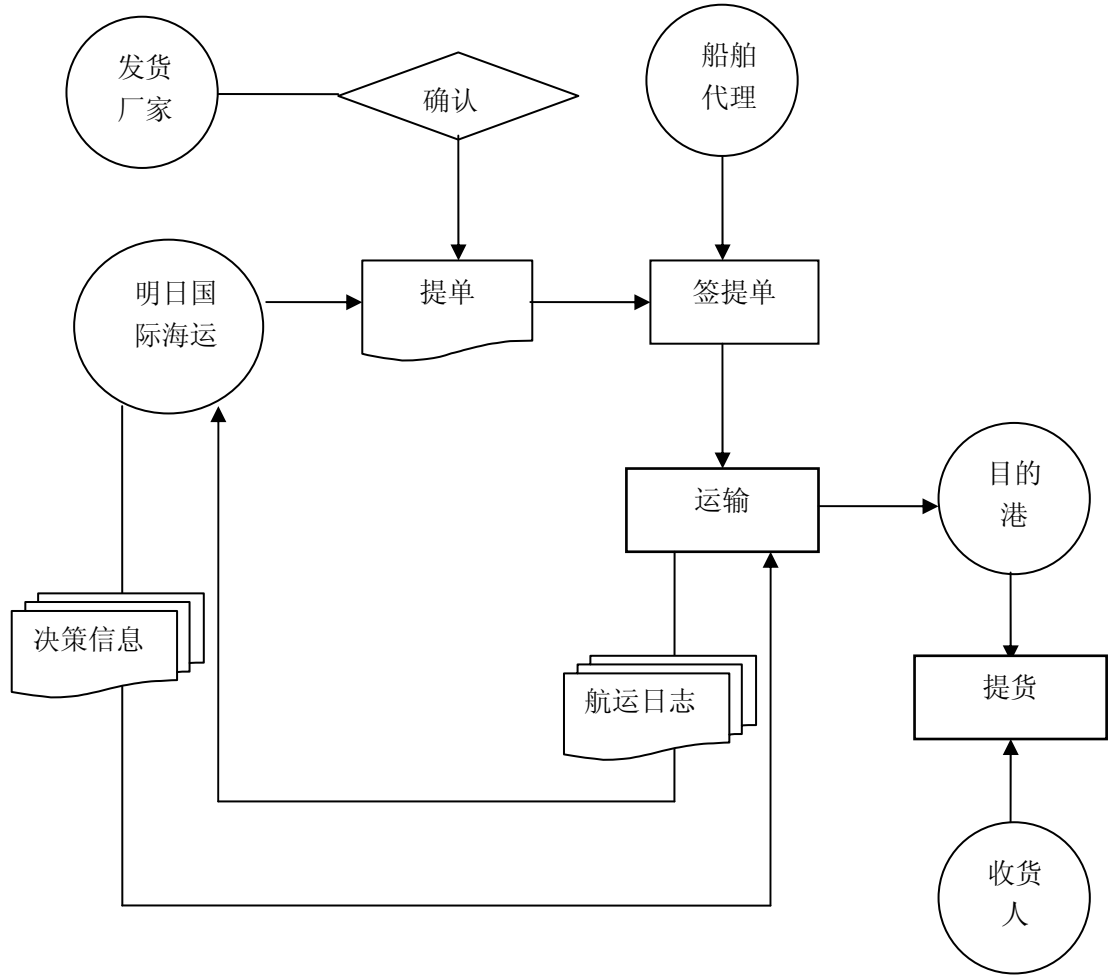 发货
厂家
确认
船舶
代理
明日国
际海运
提单
签提单
运输
目的
港
决策信息
航运日志
提货
收货
人